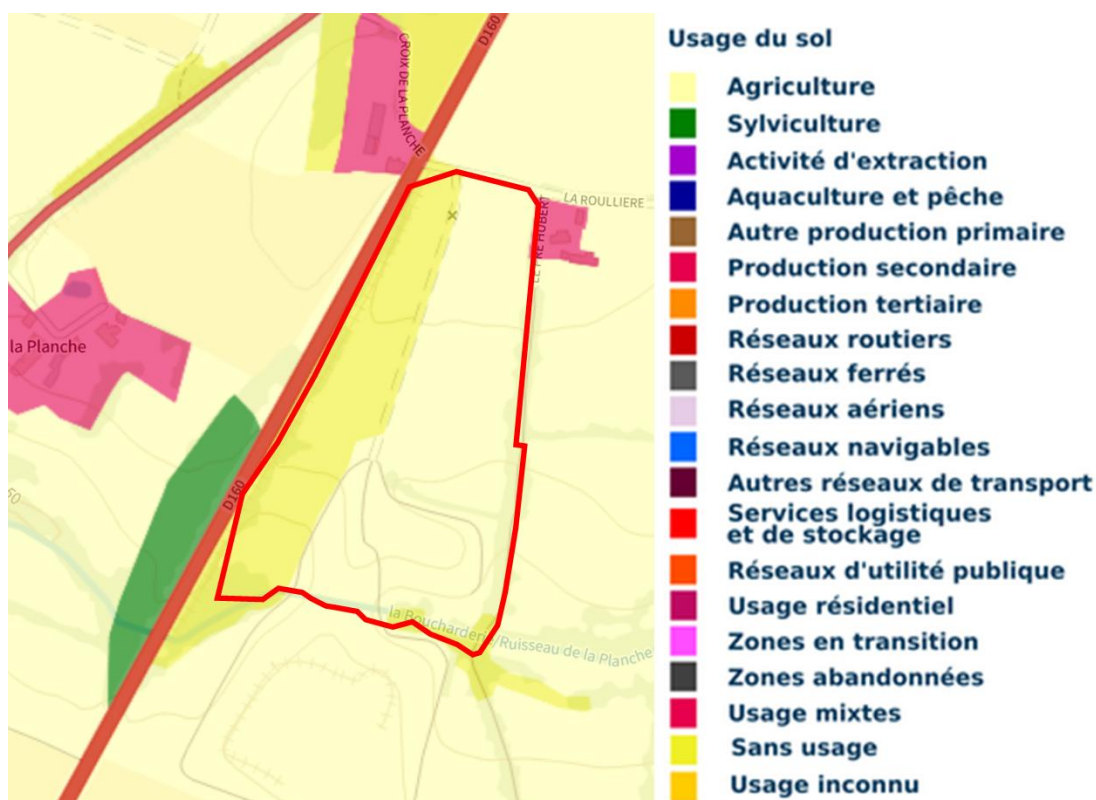 Usage du sol
Agriculture
Sylviculture
Activité d'extraction
Aquaculture et pêche
Autre production primaire
Production secondaire
Production tertiaire
Réseaux routiers
Réseaux ferrés
Réseaux aériens
Réseaux navigables
Autres réseaux de transport
Services logistiques
et de stockage
Réseaux d'utilité publique
Usage résidentiel
Zones en transition
Zones abandonnées
Usage mixtes
Sans usage
Usage inconnu
D160
CROIX DE LA PLANCHE
LA ROULLIERE
LE PRE HUBERT
la Planche
D160
50
la Boucharderie/Ruisseau de la Planche